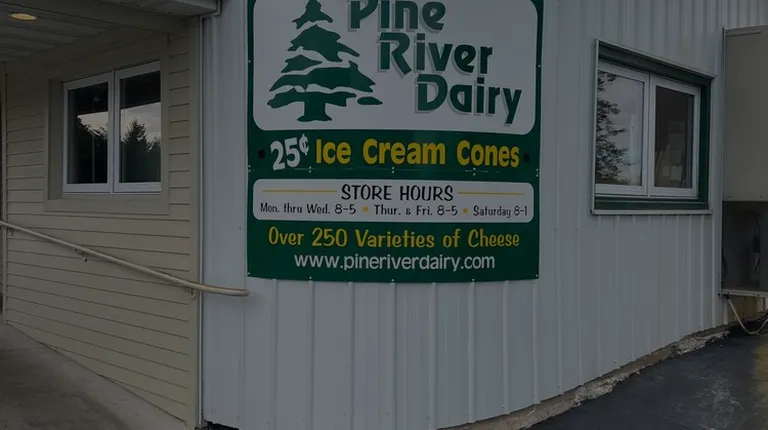 Pine
River
Dairy
25¢ Ice Cream Cones
STORE HOURS
Mon. thru Wed. 8-5 • Thur. & Fri. 8-5 • Saturday 8-1
Over 250 Varieties of Cheese
www.pineriverdairy.com